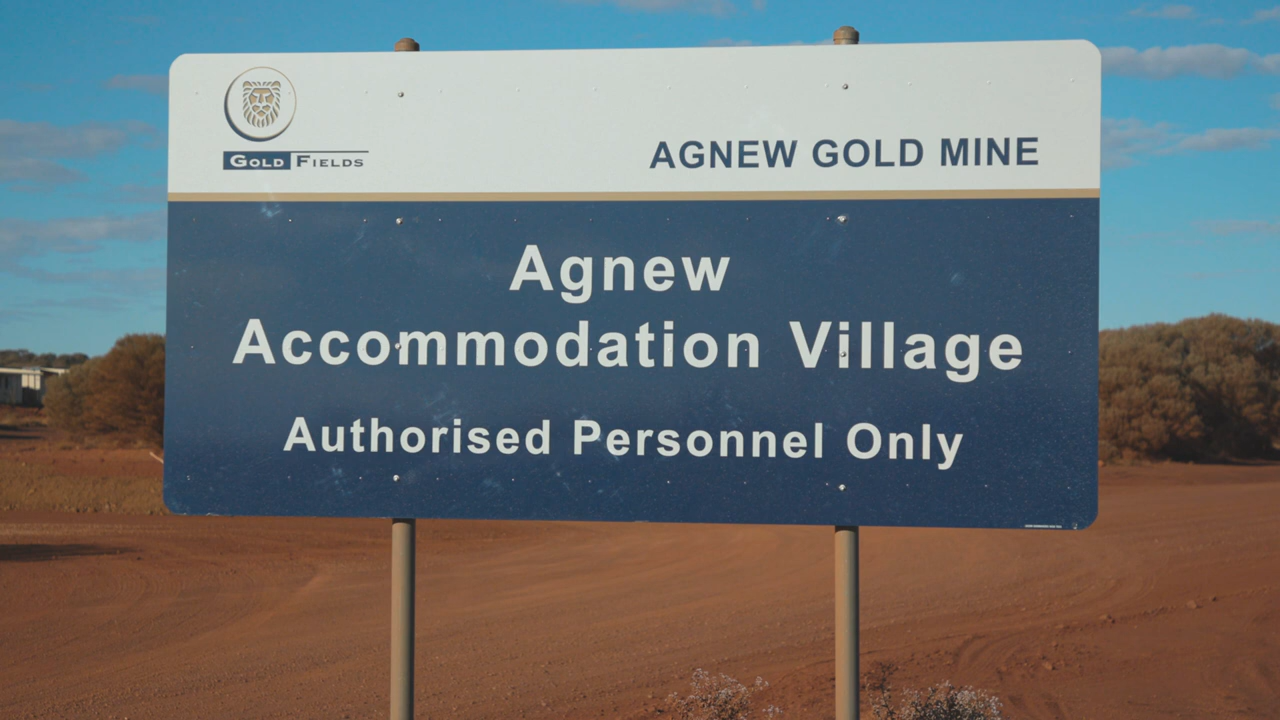 GOLD FIELDS
AGNEW GOLD MINE
Agnew
Accommodation Village
Authorised Personnel Only